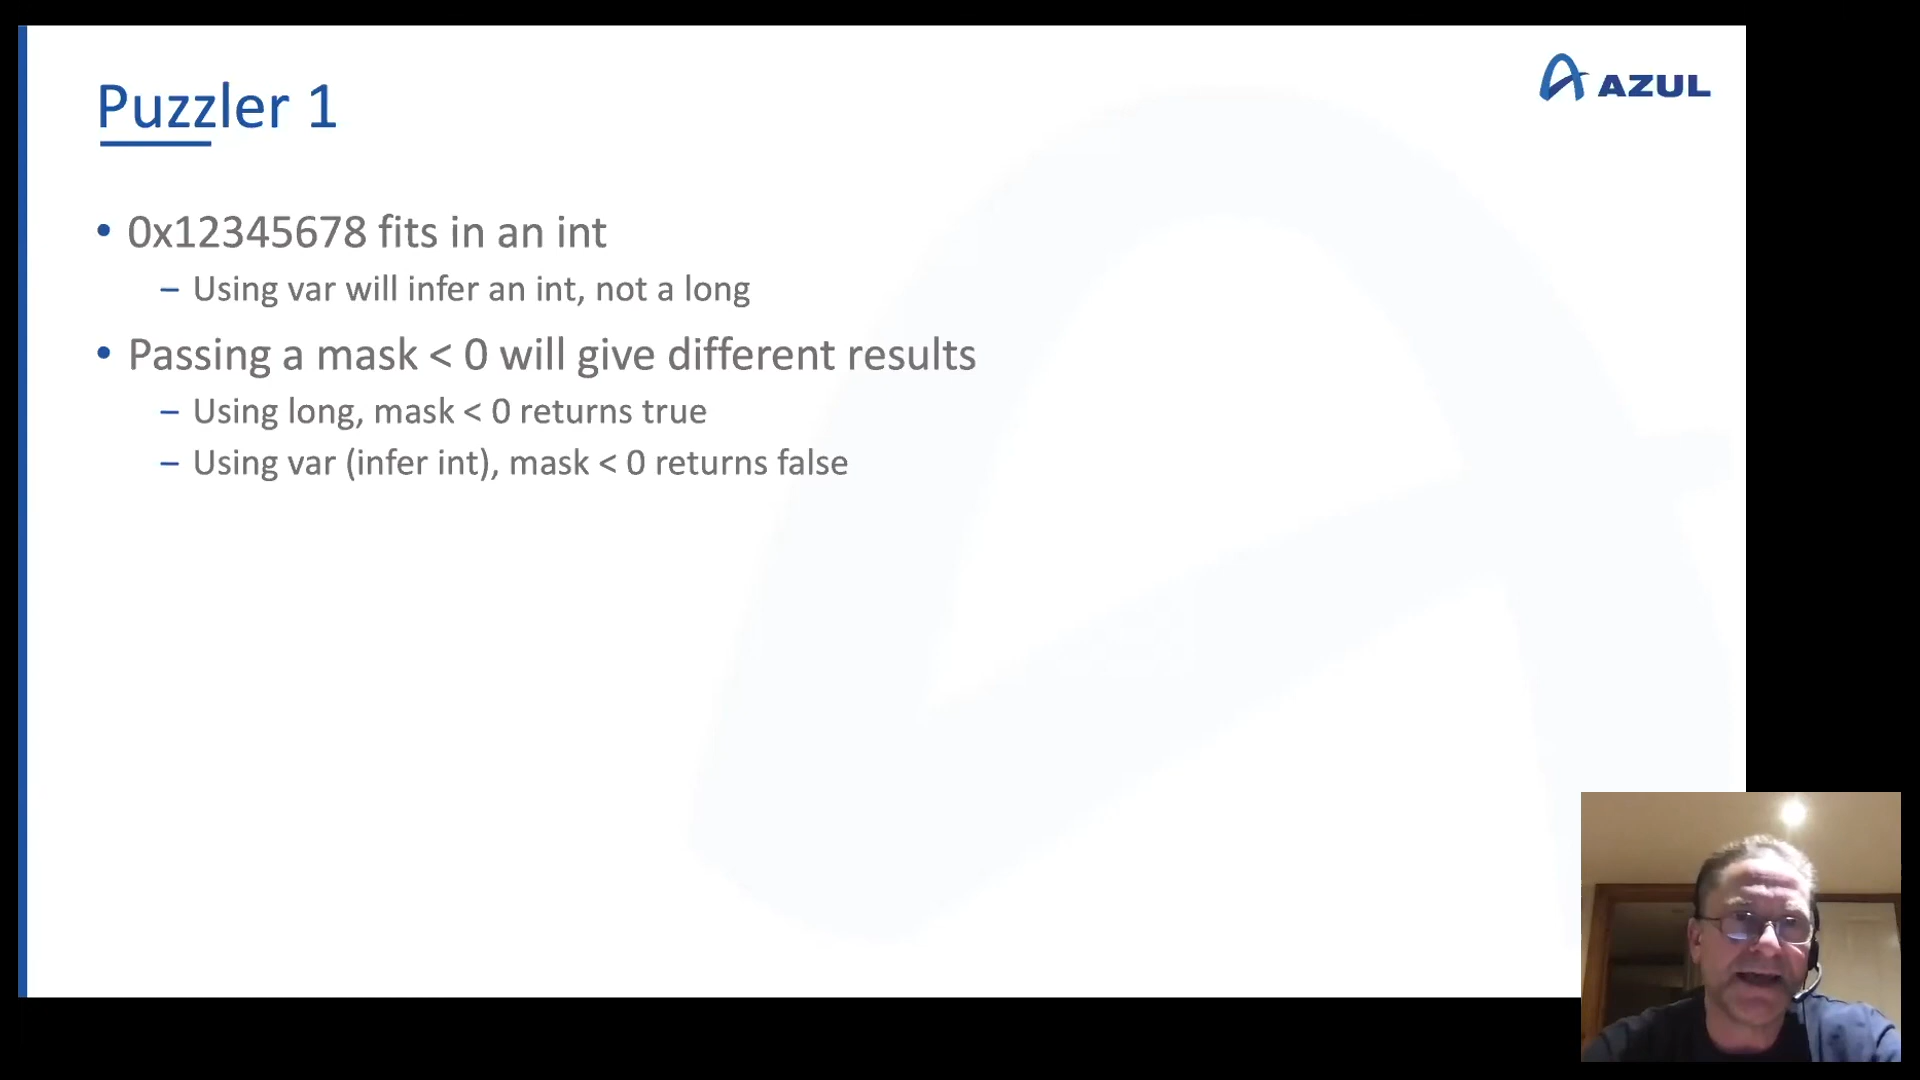 Puzzler 1
AZUL
• 0x12345678 fits in an int
– Using var will infer an int, not a long
• Passing a mask < 0 will give different results
– Using long, mask < 0 returns true
– Using var (infer int), mask < 0 returns false